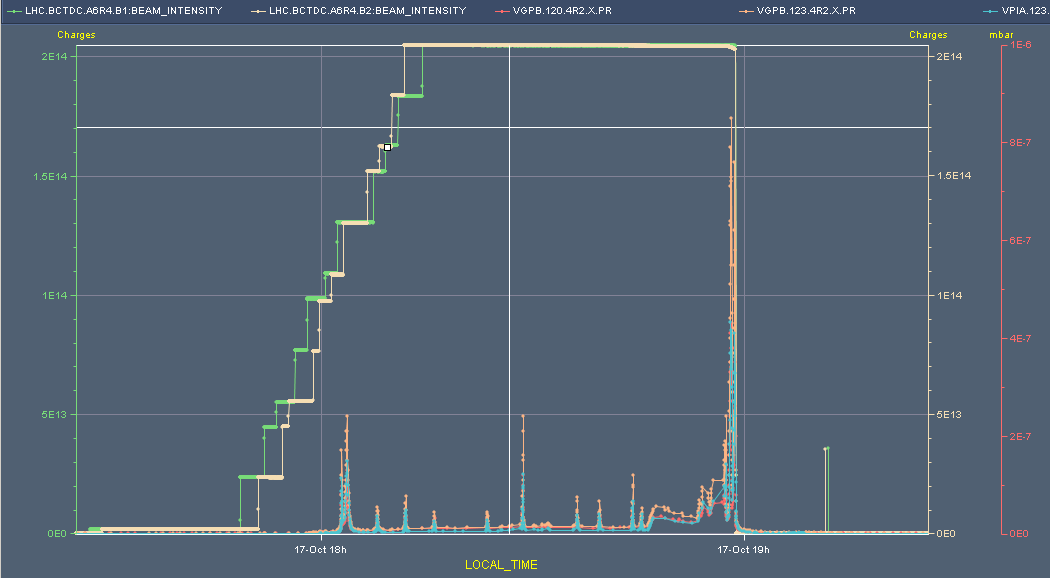 LHC.BCTDC.A6R4.B1:BEAM_INTENSITY LHC.BCTDC.A6R4.B2:BEAM_INTENSITY VGPB.120.4R2.X.PR VGPB.123.4R2.X.PR VPIA.123.
Charges Charges mbar
2E14 2E14 1E-6
8E-7
1.5E14 1.5E14
6E-7
1E14 1E14
4E-7
5E13 5E13
2E-7
0E0 0E0 0E0
17-Oct 18h 17-Oct 19h
LOCAL_TIME